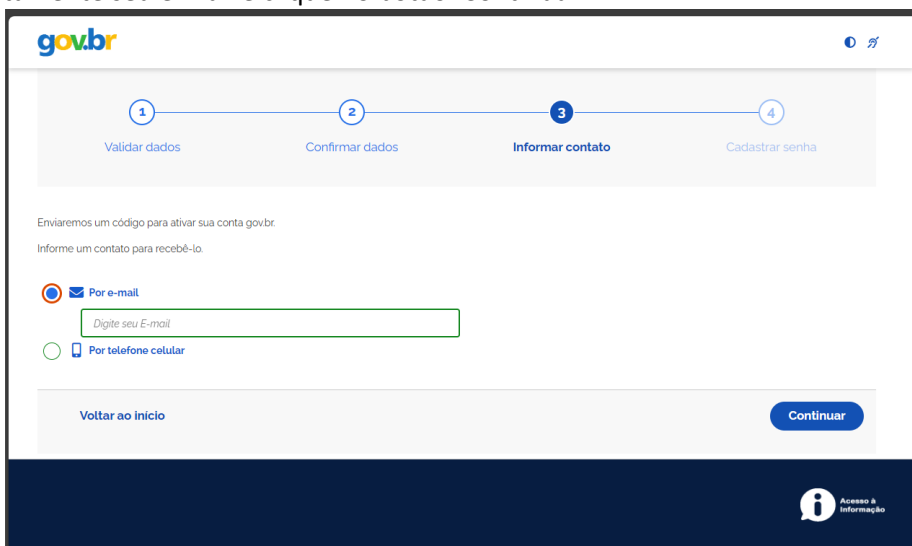 gov.br
1
2
3
4
Validar dados
Confirmar dados
Informar contato
Cadastrar senha
Enviaremos um código para ativar sua conta gov.br.
Informe um contato para recebê-lo.
Por e-mail
Digite seu E-mail
Por telefone celular
Voltar ao início
Continuar
Acesso à
Informação